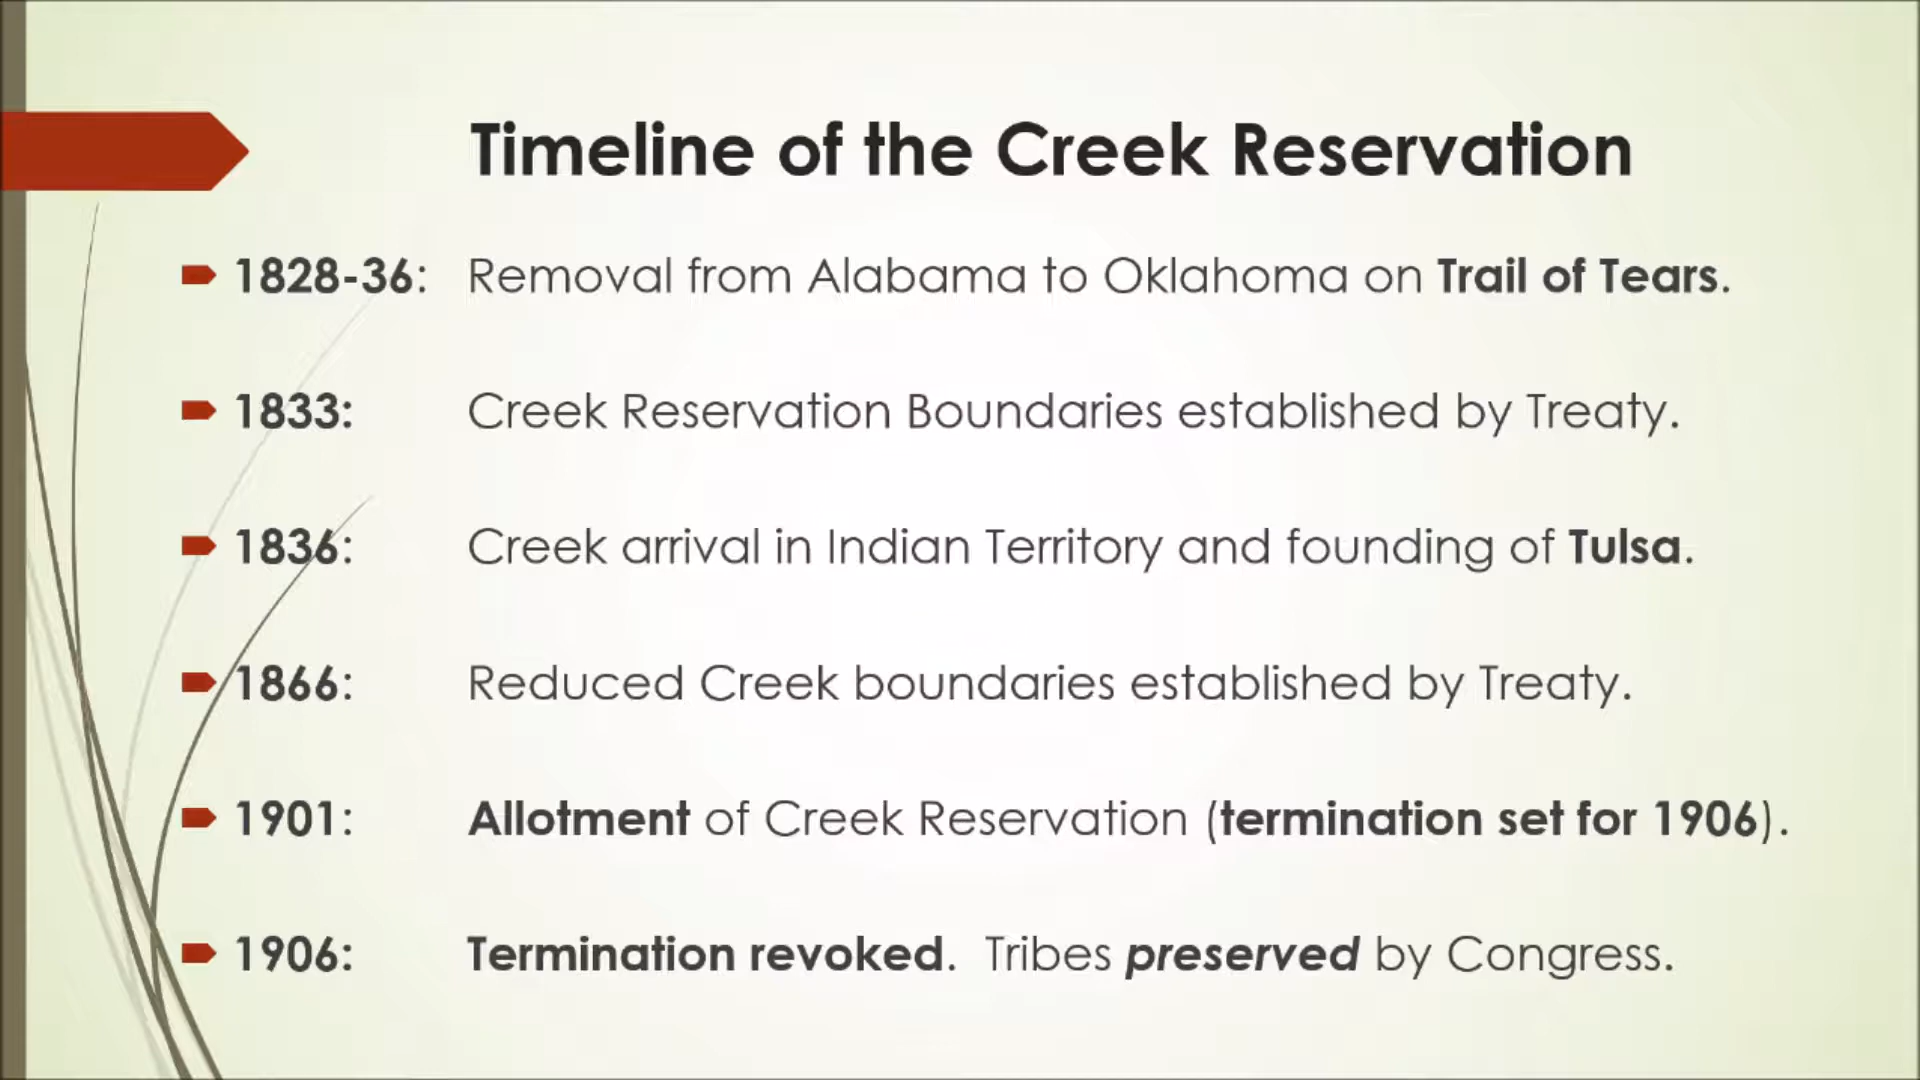 Timeline of the Creek Reservation
1828-36: Removal from Alabama to Oklahoma on Trail of Tears.
1833: Creek Reservation Boundaries established by Treaty.
1836: Creek arrival in Indian Territory and founding of Tulsa.
1866: Reduced Creek boundaries established by Treaty.
1901: Allotment of Creek Reservation (termination set for 1906).
1906: Termination revoked. Tribes preserved by Congress.